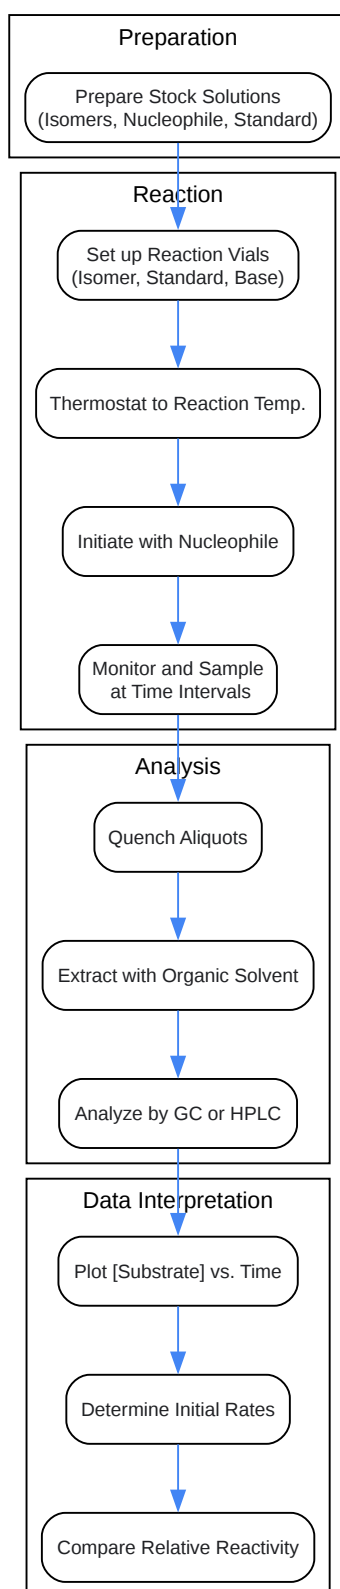 Preparation
Prepare Stock Solutions
(Isomers, Nucleophile, Standard)
Reaction
Set up Reaction Vials
(Isomer, Standard, Base)
Thermostat to Reaction Temp.
Initiate with Nucleophile
Monitor and Sample
at Time Intervals
Analysis
Quench Aliquots
Extract with Organic Solvent
Analyze by GC or HPLC
Data Interpretation
Plot [Substrate] vs. Time
Determine Initial Rates
Compare Relative Reactivity